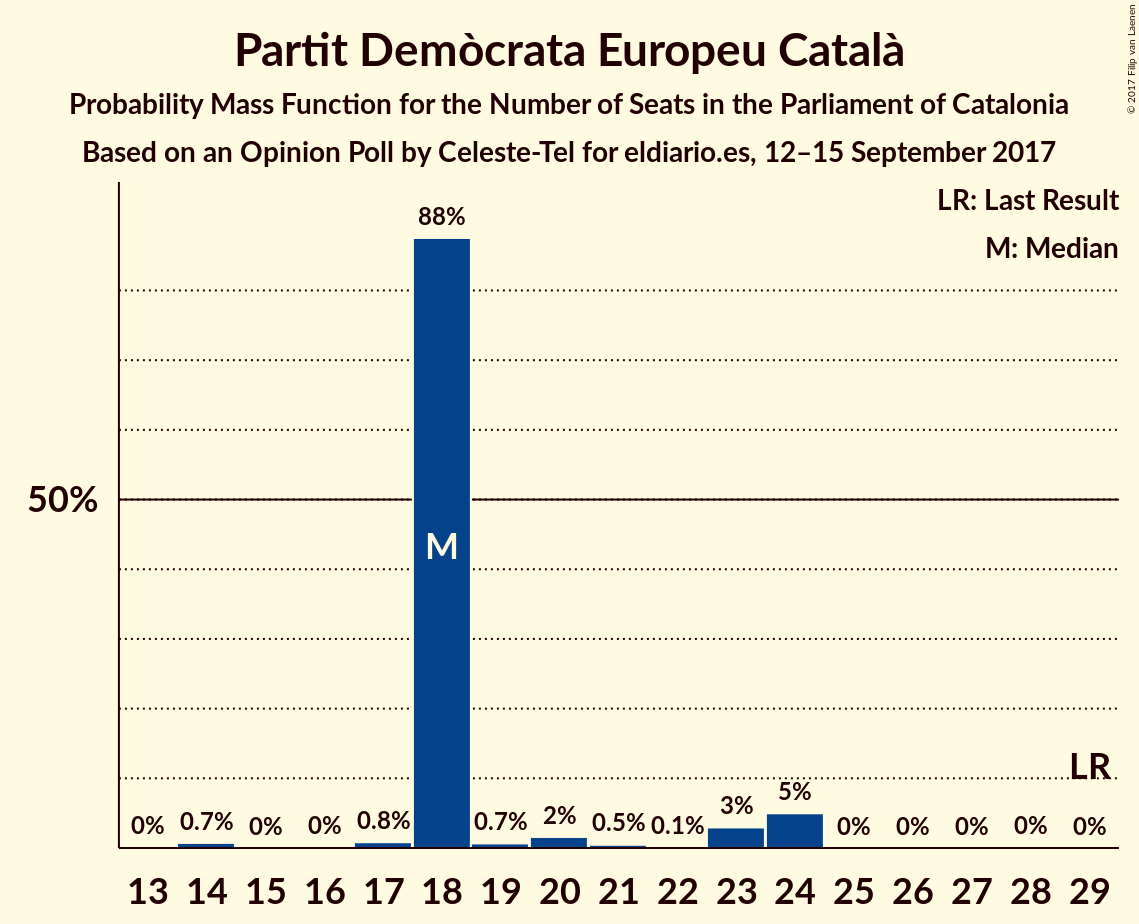 Partit Demòcrata Europeu Català
Probability Mass Function for the Number of Seats in the Parliament of Catalonia
Based on an Opinion Poll by Celeste-Tel for eldiario.es, 12–15 September 2017
© 2017 Filip van Laenen
LR: Last Result
M: Median
88%
50%
M
LR
0% 0.7% 0% 0% 0.8% 0.7% 2% 0.5% 0.1% 3% 5% 0% 0% 0% 0% 0%
13 14 15 16 17 18 19 20 21 22 23 24 25 26 27 28 29